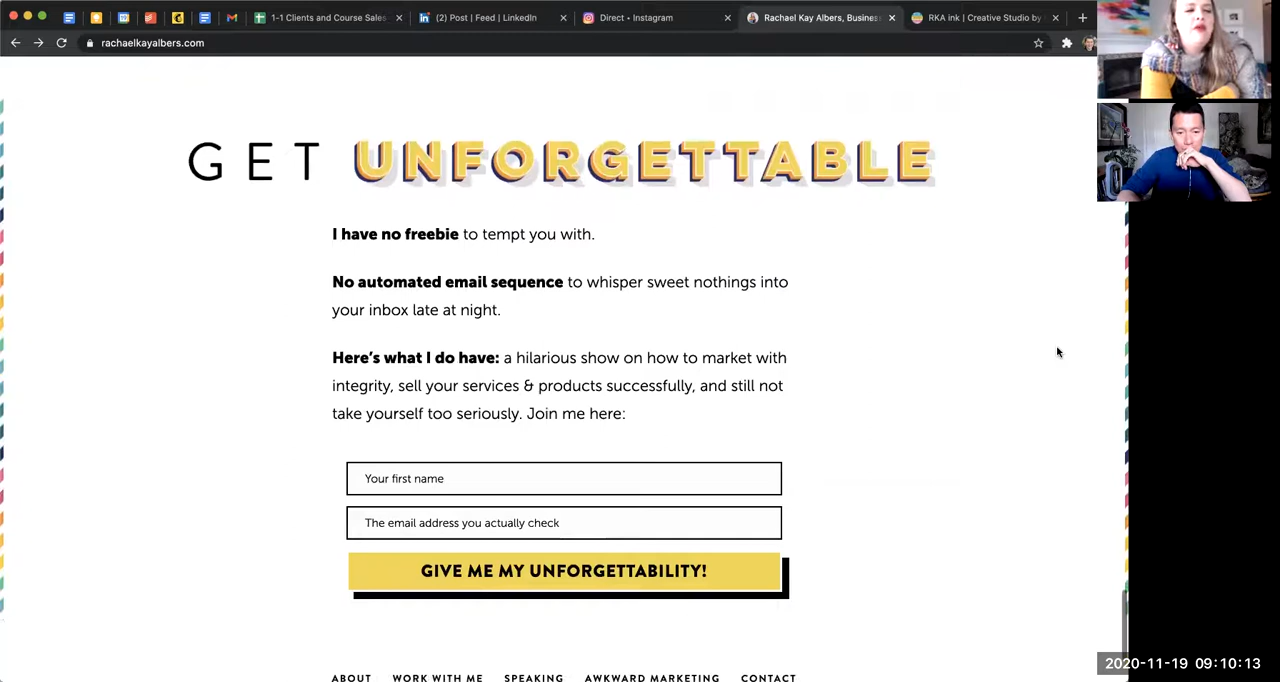 1-1 Clients and Course Sales
(2) Post | Feed | LinkedIn
Direct • Instagram
Rachael Kay Albers, Busines
RKA ink | Creative Studio by
rachaelkayalbers.com
GET UNFORGETTABLE
I have no freebie to tempt you with.
No automated email sequence to whisper sweet nothings into
your inbox late at night.
Here's what I do have: a hilarious show on how to market with
integrity, sell your services & products successfully, and still not
take yourself too seriously. Join me here:
Your first name
The email address you actually check
GIVE ME MY UNFORGETTABILITY!
ABOUT WORK WITH ME SPEAKING AWKWARD MARKETING CONTACT
2020-11-19 09:10:13